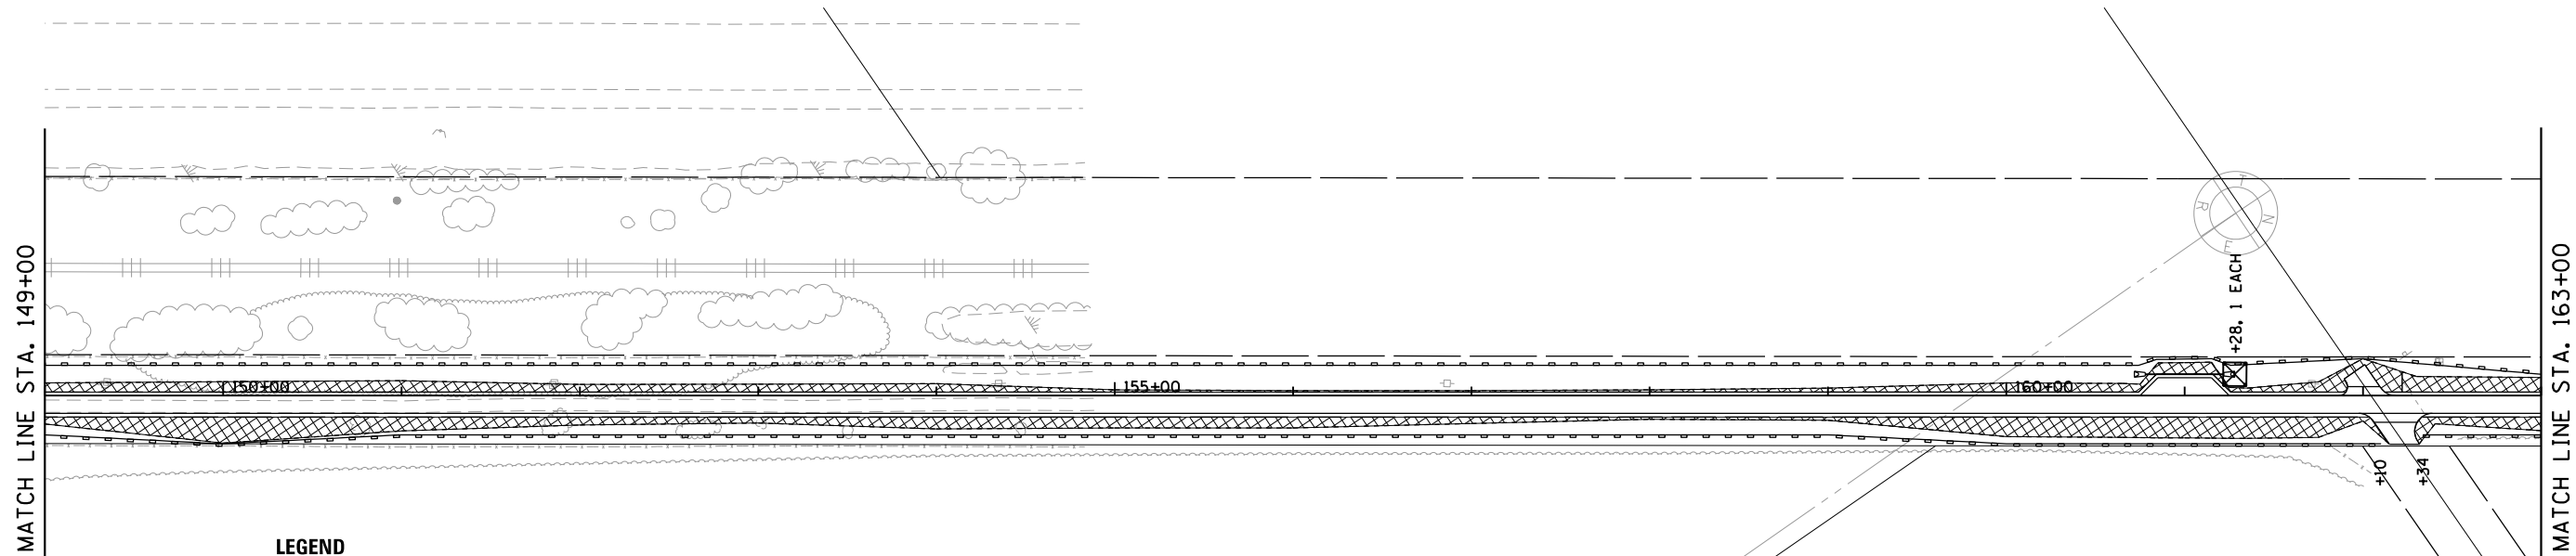 MATCH LINE STA. 149+00
150+00
155+00
160+00
+28, 1 EACH
T
R
N
F
+10
+34
MATCH LINE STA. 163+00
LEGEND